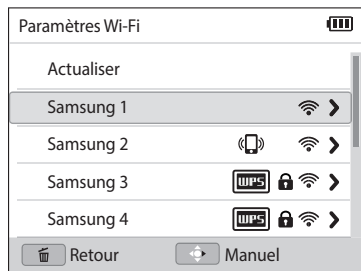 Paramètres Wi-Fi
Actualiser
Samsung 1
Samsung 2
Samsung 3 WPS
Samsung 4 WPS
Retour Manuel